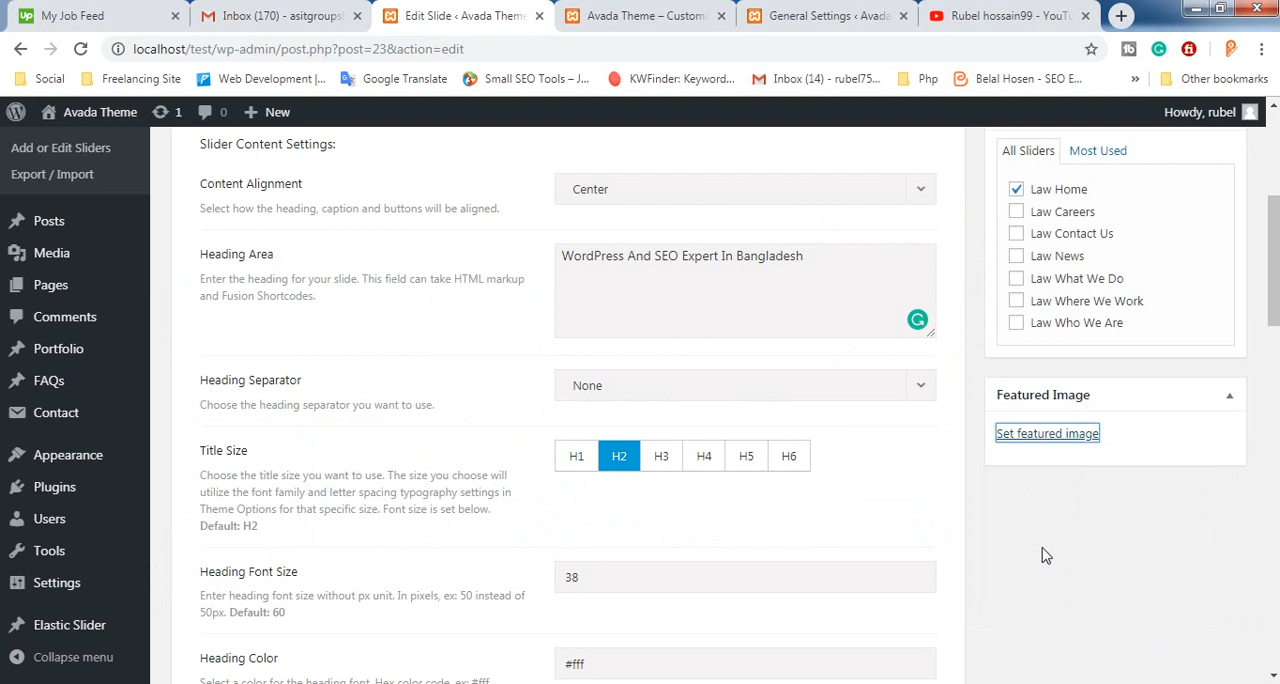 My Job Feed
Inbox (170) - asitgroupsl
Edit Slide ‹ Avada Theme
Avada Theme – Customi
General Settings ‹ Avada
Rubel hossain99 - YouTu
localhost/test/wp-admin/post.php?post=23&action=edit
Social
Freelancing Site
Web Development |...
Google Translate
Small SEO Tools – J...
KWFinder: Keywor...
Inbox (14) - rubel75...
Php
Belal Hosen - SEO E...
»
Other bookmarks
Avada Theme
1
0
New
Howdy, rubel
Add or Edit Sliders
Export / Import
Posts
Media
Pages
Comments
Portfolio
FAQs
Contact
Appearance
Plugins
Users
Tools
Settings
Elastic Slider
Collapse menu
Slider Content Settings:
Content Alignment
Select how the heading, caption and buttons will be aligned.
Center
Heading Area
Enter the heading for your slide. This field can take HTML markup
and Fusion Shortcodes.
WordPress And SEO Expert In Bangladesh
Heading Separator
Choose the heading separator you want to use.
None
Title Size
Choose the title size you want to use. The size you choose will
utilize the font family and letter spacing typography settings in
Theme Options for that specific size. Font size is set below.
Default: H2
H1 H2 H3 H4 H5 H6
Heading Font Size
Enter heading font size without px unit. In pixels, ex: 50 instead of
50px. Default: 60
38
Heading Color
Select a color for the heading font. Hex color code, ex: #fff
#fff
All Sliders
Most Used
Law Home
Law Careers
Law Contact Us
Law News
Law What We Do
Law Where We Work
Law Who We Are
Featured Image
Set featured image